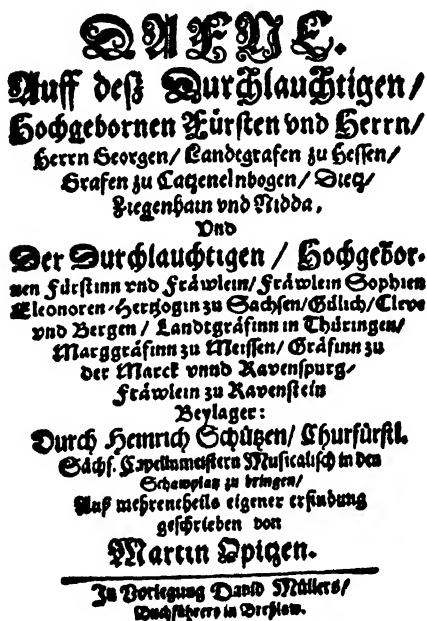 DAFNE.
Auff deß Durchlauchtigen/
Hochgebornen Fürsten vnd Herrn/
Herrn Georgen/ Landtgrafen zu Hessen/
Grafen zu Catzenelnbogen/ Dietz/
Ziegenhain vnd Nidda,
Vnd
Der Durchlauchtigen / Hochgebor-
nen Fürstinn vnd Fräwlein/ Fräwlein Sophien
Eleonoren-Hertzogin zu Sachsen/ Gülich/ Cleve
vnd Bergen / Landtgräfinn in Thüringen/
Marggräfinn zu Meissen/ Gräfinn zu
der Marck vnnd Ravenspurg/
Fräwlein zu Ravenstein
Beylager:
Durch Heinrich Schützen/ Churfürstl.
Sächs. Capellnmeistern Musicalisch in den
Schawplatz zu bringen/
Auß mehrentheils eigener erfindung
geschrieben von
Martin Opitzen.
In Vorlegung David Müllers/
Buchführers in Breßlaw.